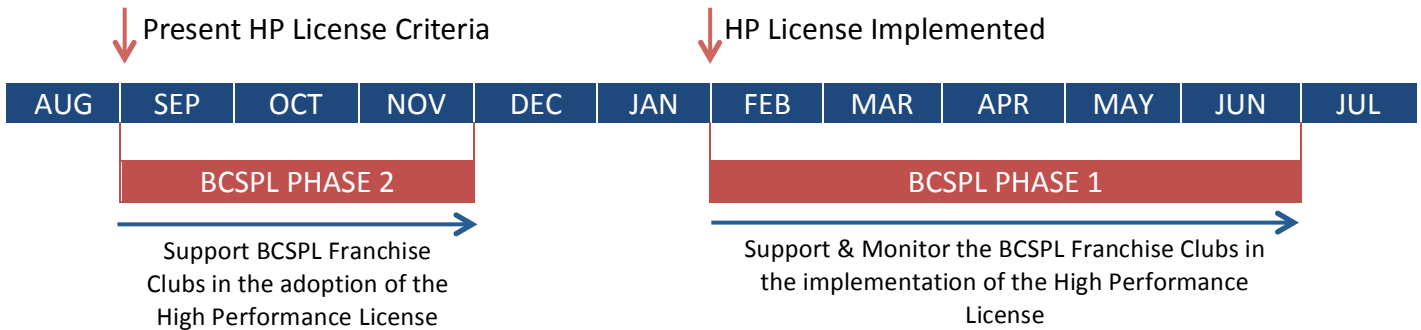 Present HP License Criteria
HP License Implemented
AUG SEP OCT NOV DEC JAN FEB MAR APR MAY JUN JUL
BCSPL PHASE 2
BCSPL PHASE 1
Support BCSPL Franchise
Clubs in the adoption of the
High Performance License
Support & Monitor the BCSPL Franchise Clubs in
the implementation of the High Performance
License